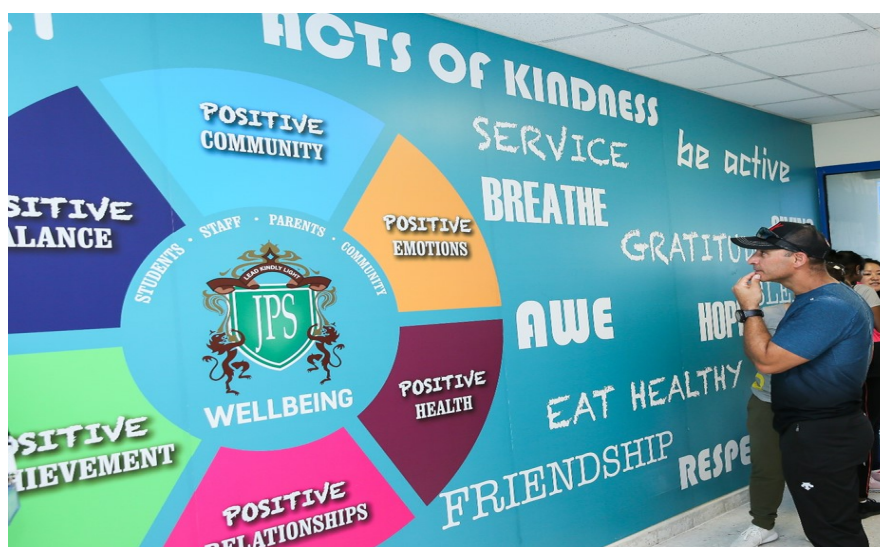 ACTS OF KINDNESS
SERVICE
be active
BREATHE
AWE
EAT HEALTHY
FRIENDSHIP
POSITIVE
COMMUNITY
POSITIVE
EMOTIONS
POSITIVE
HEALTH
POSITIVE
RELATIONSHIPS
STUDENTS · STAFF · PARENTS · COMMUNITY
LEAD KINDLY LIGHT
JPS
WELLBEING